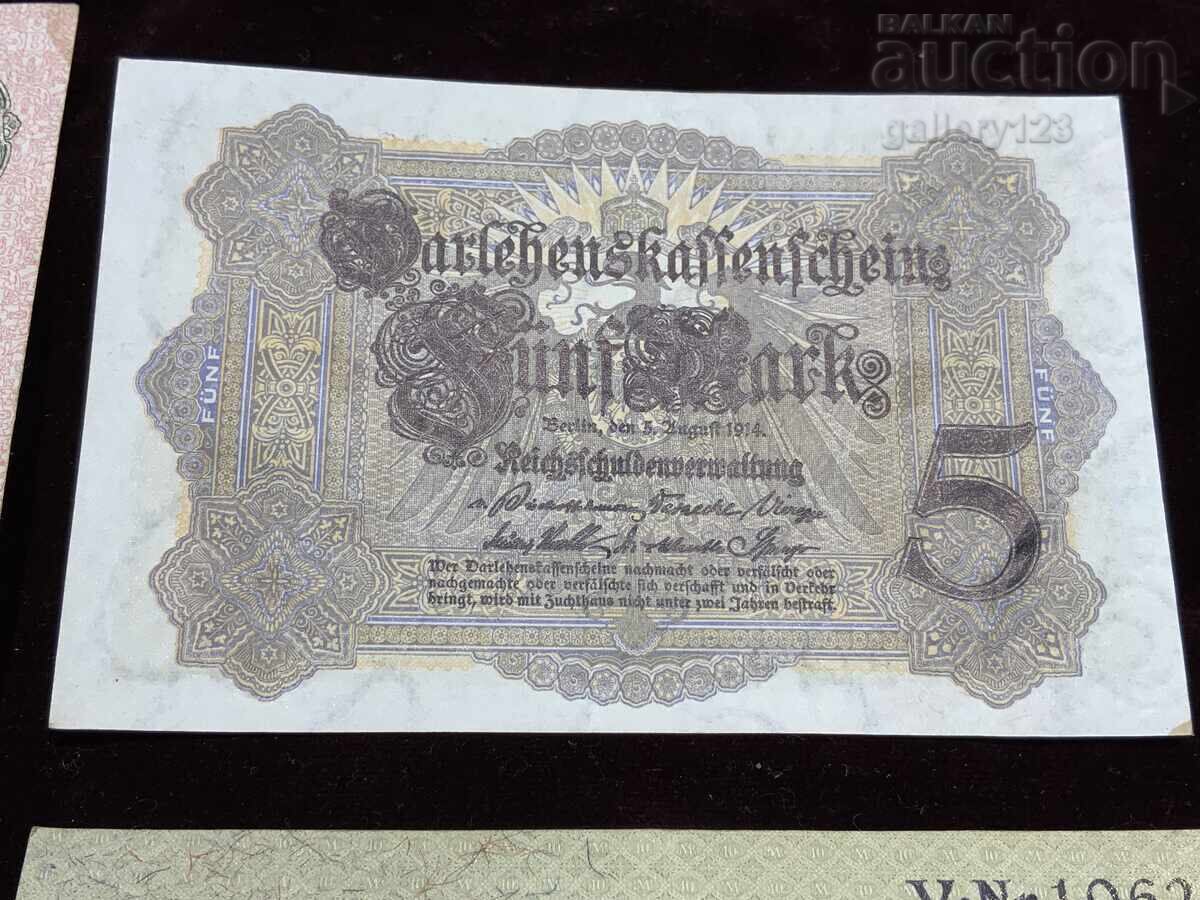 BALKAN
auction
gallery123
Darlehenskassenschein
Fünf Mark
FÜNF
FÜNF
Berlin, den 5. August 1914.
Reichsschuldenverwaltung
5
Wer Darlehenskassenscheine nachmacht oder verfälscht oder
nachgemachte oder verfälschte sich verschafft und in Verkehr
bringt, wird mit Zuchthaus nicht unter zwei Jahren bestraft.